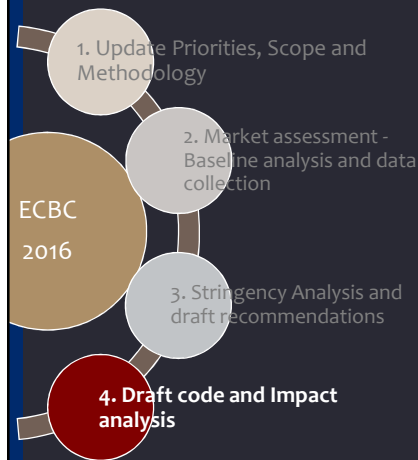 1. Update Priorities, Scope and
Methodology
2. Market assessment -
Baseline analysis and data
collection
ECBC
2016
3. Stringency Analysis and
draft recommendations
4. Draft code and Impact
analysis